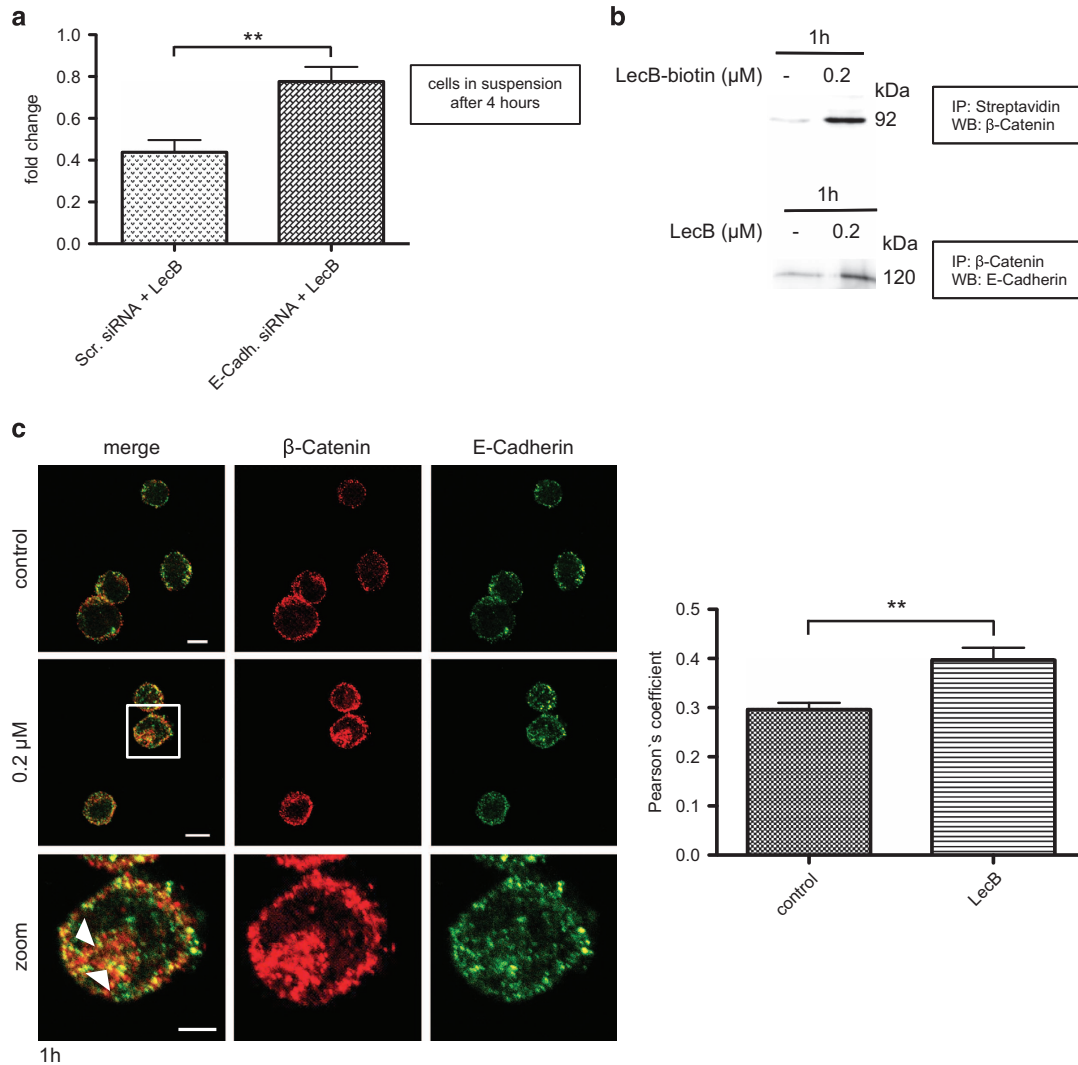 a
1.0
0.8
0.6
0.4
0.2
0.0
fold change
**
Scr. siRNA + LecB
E-Cadh. siRNA + LecB
cells in suspension
after 4 hours
b
1h
LecB-biotin (μM)
-
0.2
kDa
92
IP: Streptavidin
WB: β-Catenin
1h
LecB (μM)
-
0.2
kDa
120
IP: β-Catenin
WB: E-Cadherin
c
merge
β-Catenin
E-Cadherin
control
0.2 μM
zoom
1h
0.5
0.4
0.3
0.2
0.1
0.0
Pearson`s coefficient
**
control
LecB